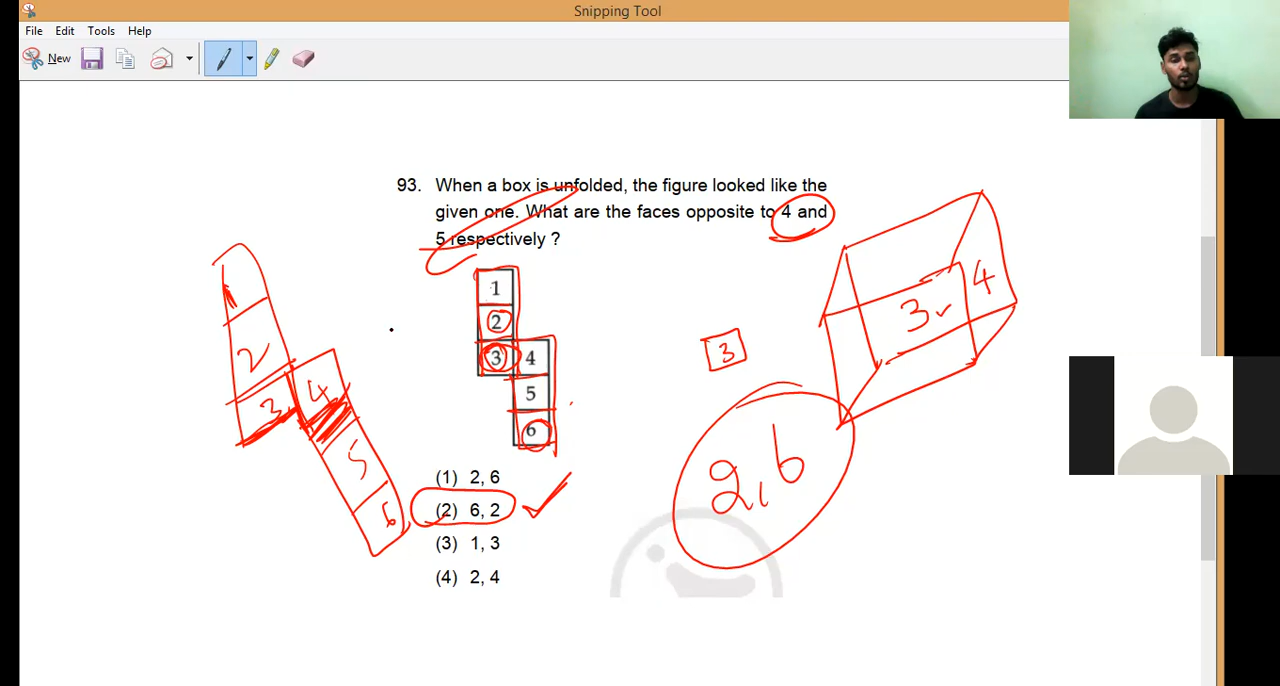 Snipping Tool
File Edit Tools Help
New
93. When a box is unfolded, the figure looked like the
given one. What are the faces opposite to 4 and
5 respectively ?
1
2
3 4
5
6
(1) 2, 6
(2) 6, 2
(3) 1, 3
(4) 2, 4
1
2
3 4
5
6
3
3 4
2, 6